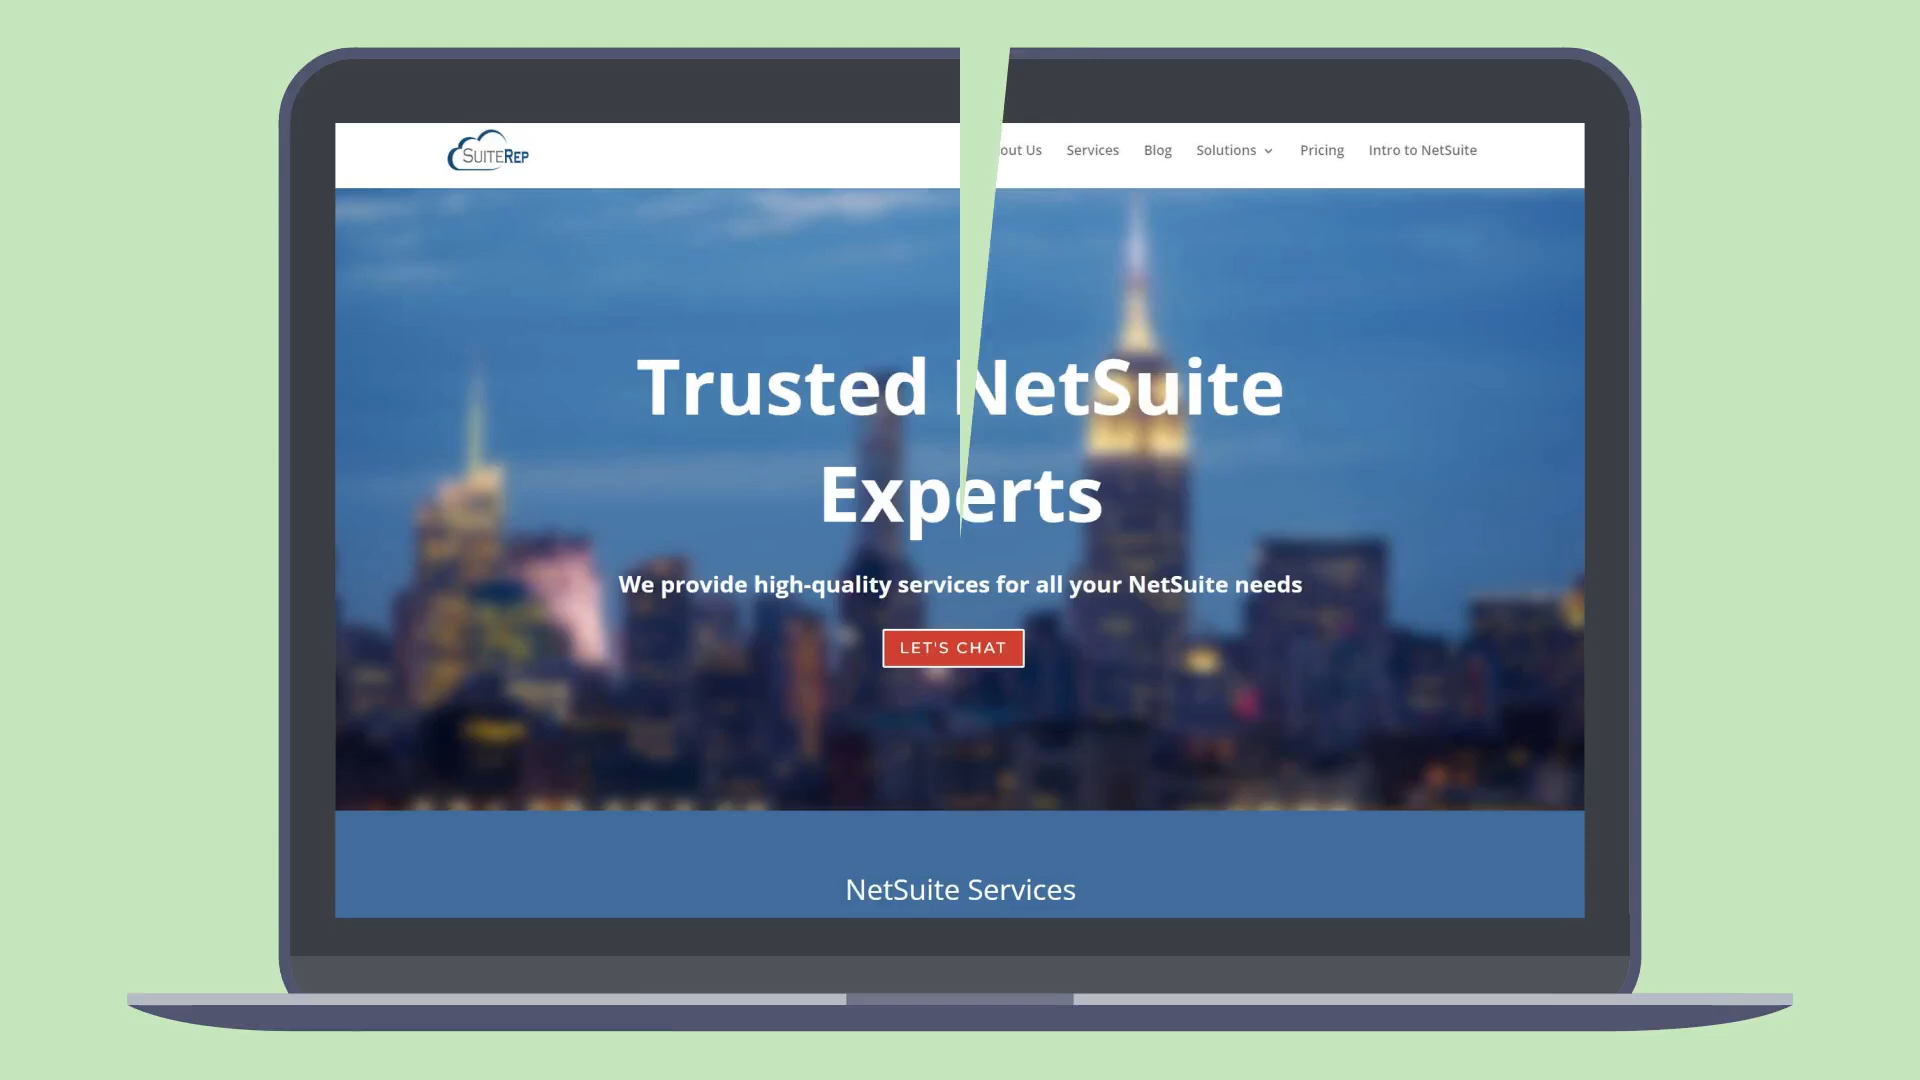 SUITEREP
out Us Services Blog Solutions Pricing Intro to NetSuite
Trusted NetSuite
Experts
We provide high-quality services for all your NetSuite needs
LET'S CHAT
NetSuite Services